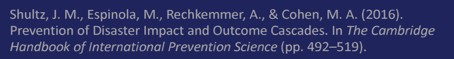 Shultz, J. M., Espinola, M., Rechkemmer, A., & Cohen, M. A. (2016).
Prevention of Disaster Impact and Outcome Cascades. In The Cambridge
Handbook of International Prevention Science (pp. 492–519).